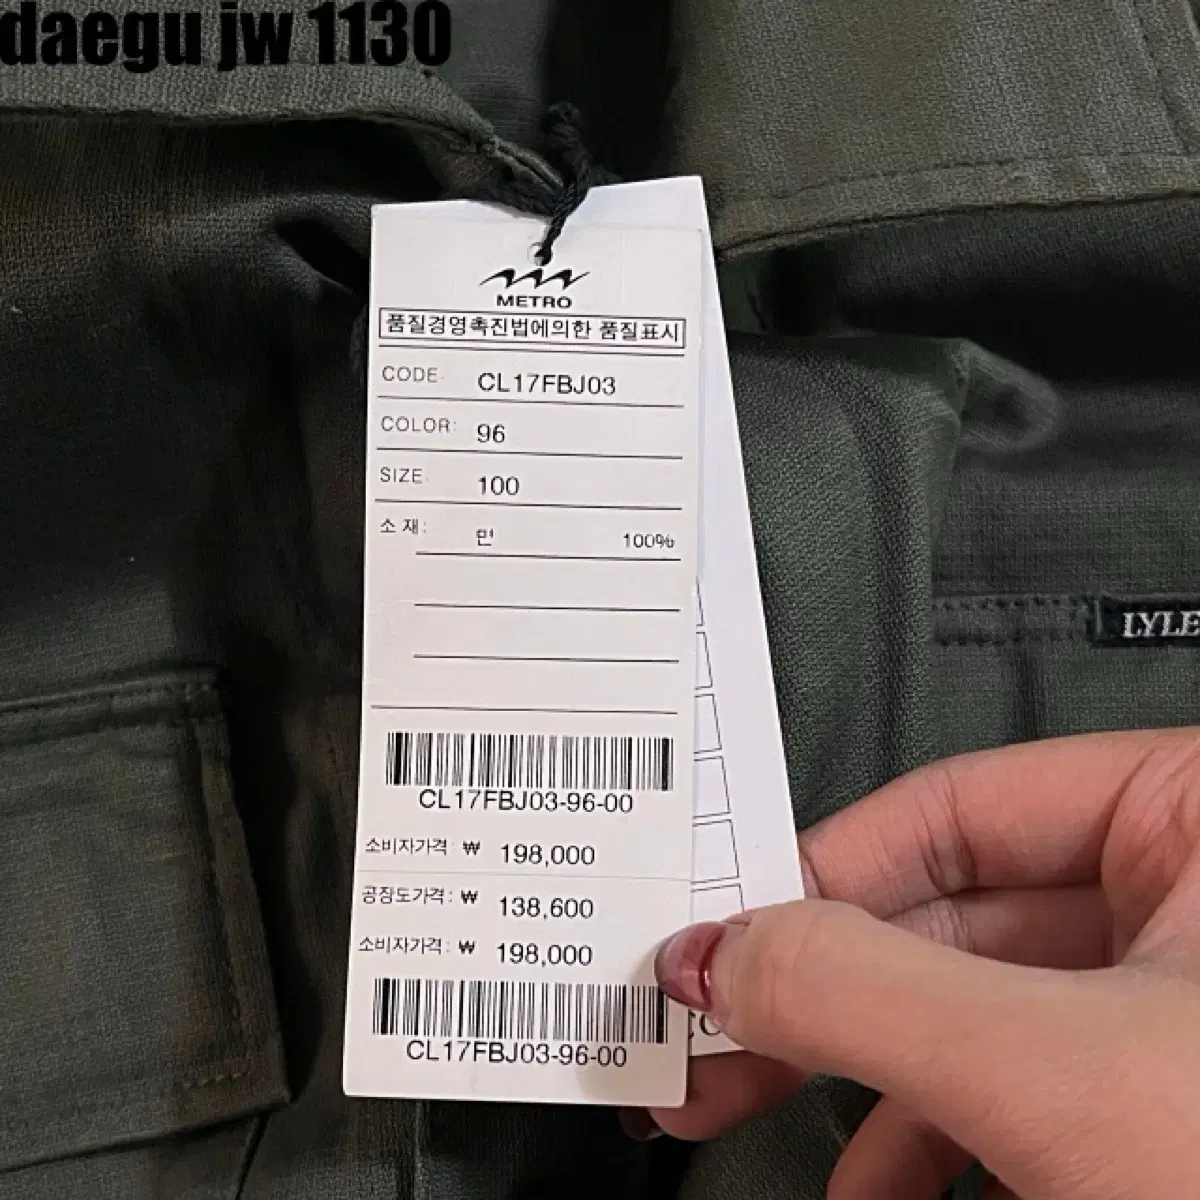 daegu jw 1130
METRO
품질경영촉진법에의한 품질표시
CODE: CL17FBJ03
COLOR: 96
SIZE: 100
소 재: 면 100%
CL17FBJ03-96-00
소비자가격 ₩ 198,000
공장도가격: ₩ 138,600
소비자가격: ₩ 198,000
CL17FBJ03-96-00
LYLE